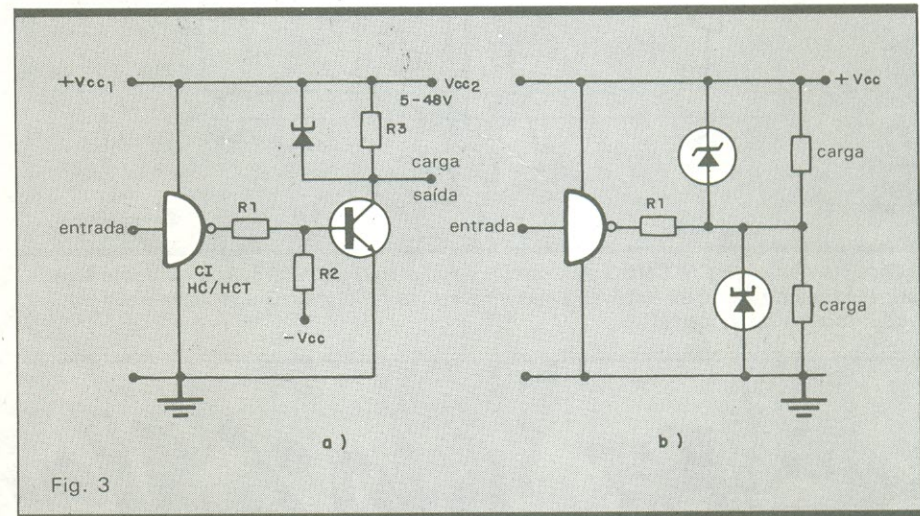 +Vcc1
Vcc2
5-48V
R3
carga
saída
entrada
R1
CI
HC/HCT
R2
-Vcc
a)
+Vcc
carga
entrada
R1
carga
b)
Fig. 3